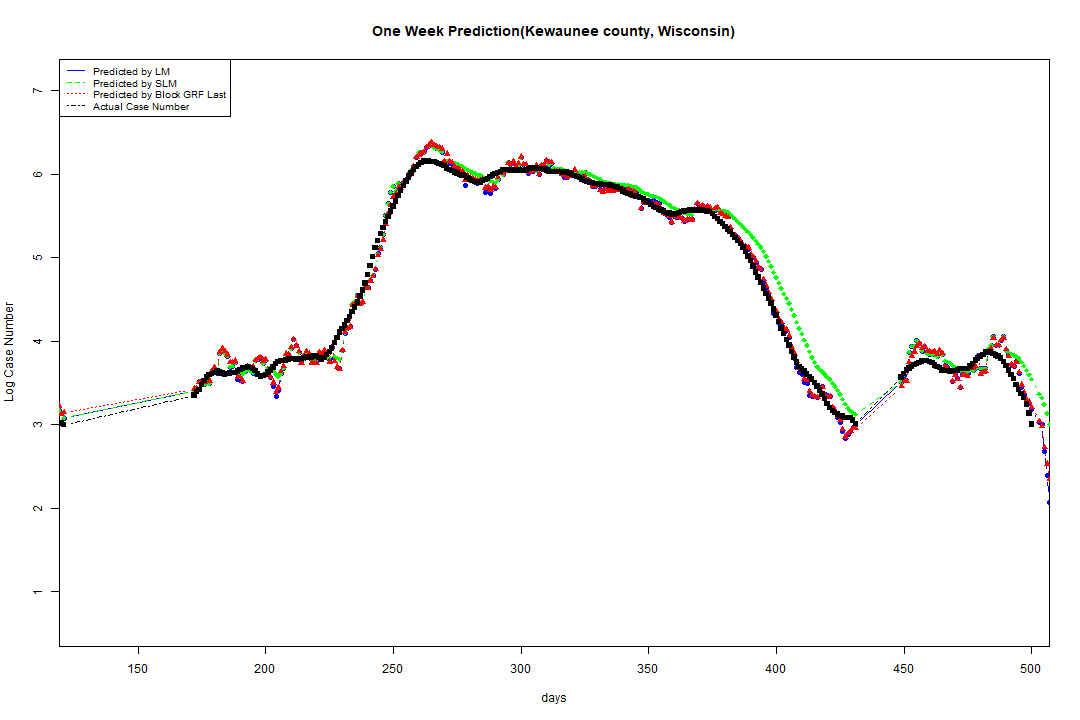 One Week Prediction(Kewaunee county, Wisconsin)
Predicted by LM
Predicted by SLM
Predicted by Block GRF Last
Actual Case Number
Log Case Number
7
6
5
4
3
2
1
150 200 250 300 350 400 450 500
days